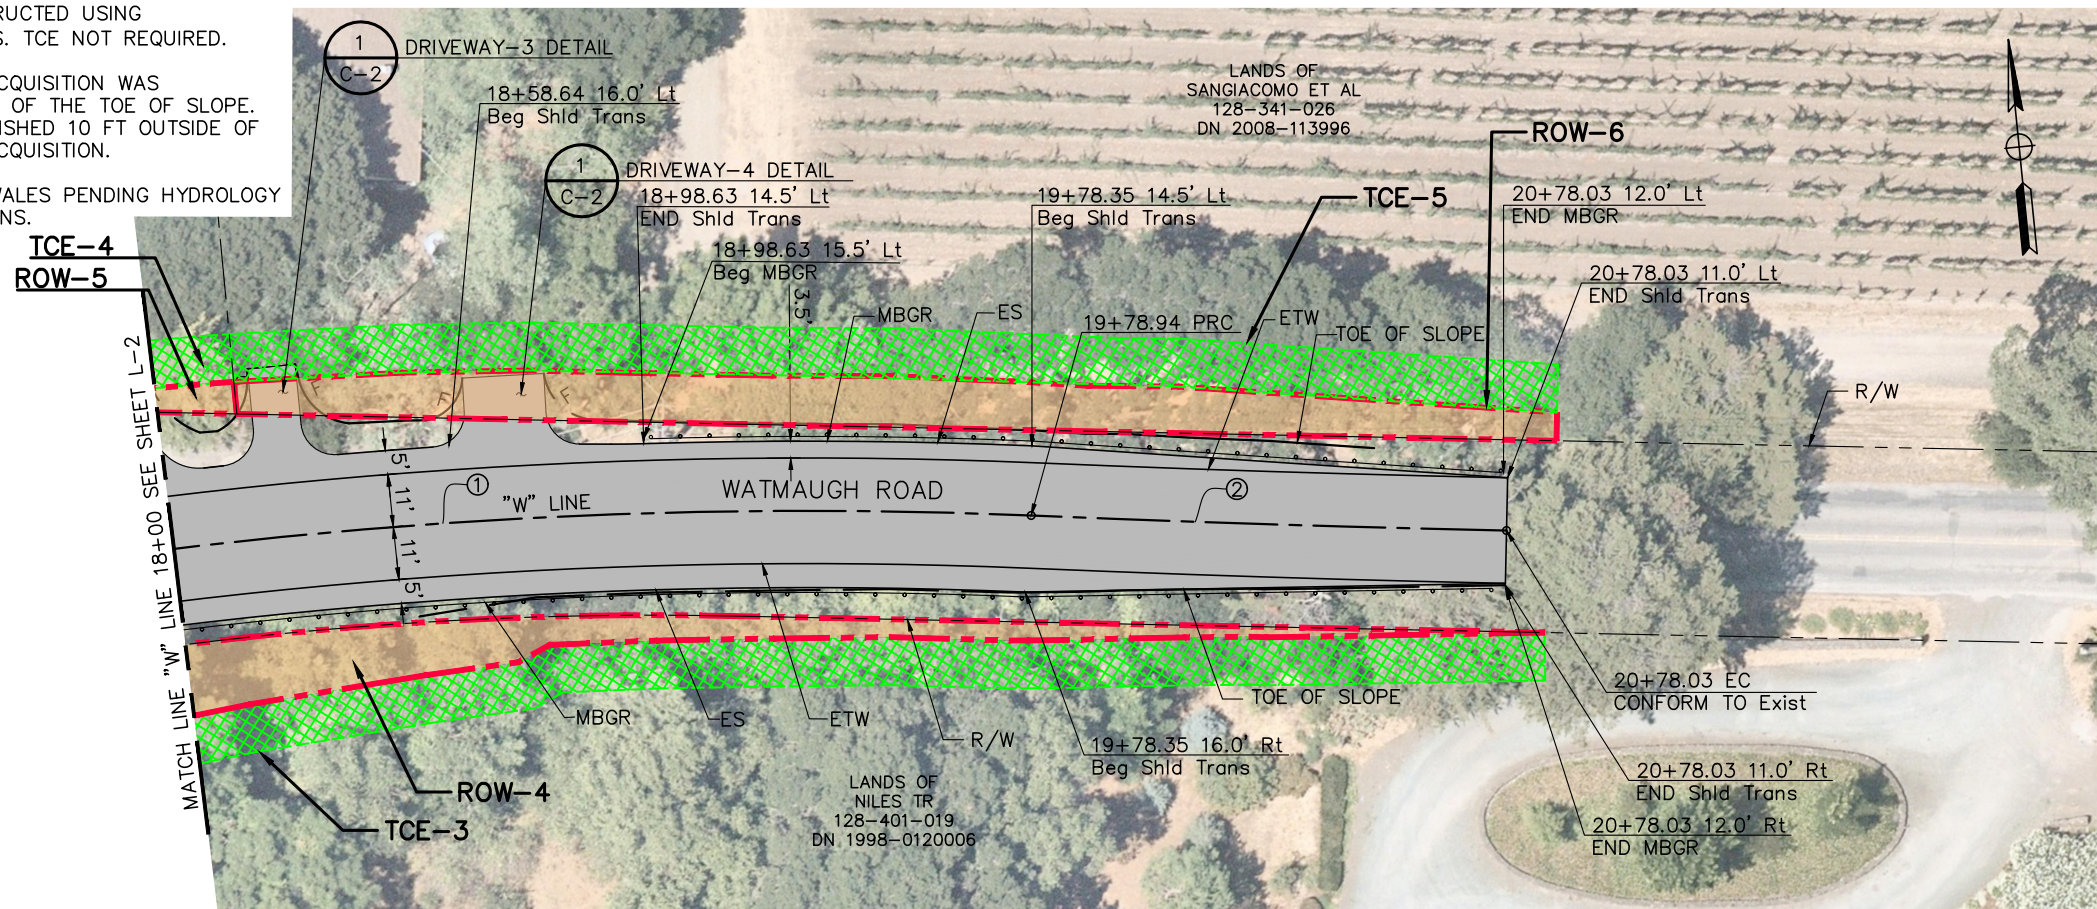 RUCTED USING
S. TCE NOT REQUIRED.
CQUISITION WAS
OF THE TOE OF SLOPE.
ISHED 10 FT OUTSIDE OF
CQUISITION.
WALES PENDING HYDROLOGY
NS.
1
C-2
DRIVEWAY-3 DETAIL
18+58.64 16.0' Lt
Beg Shld Trans
1
C-2
DRIVEWAY-4 DETAIL
18+98.63 14.5' Lt
END Shld Trans
18+98.63 15.5' Lt
Beg MBGR
3.5'
LANDS OF
SANGIACOMO ET AL
128-341-026
DN 2008-113996
ROW-6
19+78.35 14.5' Lt
Beg Shld Trans
TCE-5
20+78.03 12.0' Lt
END MBGR
20+78.03 11.0' Lt
END Shld Trans
TCE-4
ROW-5
MBGR
ES
19+78.94 PRC
ETW
TOE OF SLOPE
R/W
F
F
F
5'
11'
11'
5'
1
"W" LINE
WATMAUGH ROAD
2
MATCH LINE "W" LINE 18+00 SEE SHEET L-2
MBGR
ES
ETW
R/W
TOE OF SLOPE
20+78.03 EC
CONFORM TO Exist
19+78.35 16.0' Rt
Beg Shld Trans
20+78.03 11.0' Rt
END Shld Trans
20+78.03 12.0' Rt
END MBGR
ROW-4
TCE-3
LANDS OF
NILES TR
128-401-019
DN 1998-0120006